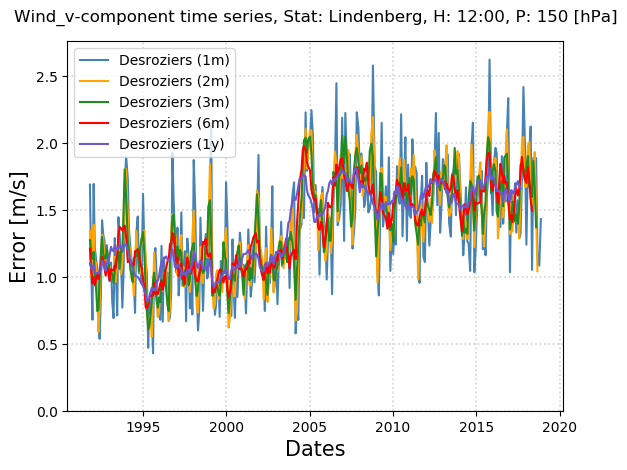 Wind_v-component time series, Stat: Lindenberg, H: 12:00, P: 150 [hPa]
Desroziers (1m)
Desroziers (2m)
Desroziers (3m)
Desroziers (6m)
Desroziers (1y)
Error [m/s]
2.5
2.0
1.5
1.0
0.5
0.0
1995 2000 2005 2010 2015 2020
Dates